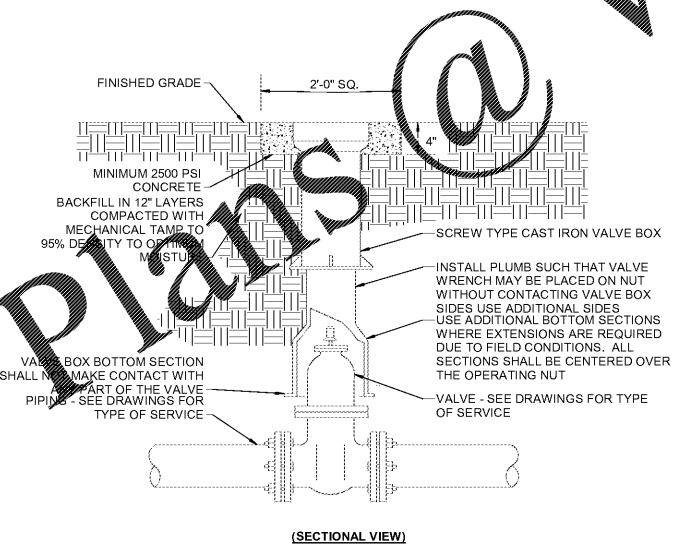 2'-0" SQ.
FINISHED GRADE
4"
MINIMUM 2500 PSI
CONCRETE
BACKFILL IN 12" LAYERS
COMPACTED WITH
MECHANICAL TAMP TO
95% DENSITY TO OPTIMUM
MOISTURE
SCREW TYPE CAST IRON VALVE BOX
INSTALL PLUMB SUCH THAT VALVE
WRENCH MAY BE PLACED ON NUT
WITHOUT CONTACTING VALVE BOX
SIDES USE ADDITIONAL SIDES
USE ADDITIONAL BOTTOM SECTIONS
WHERE EXTENSIONS ARE REQUIRED
DUE TO FIELD CONDITIONS. ALL
SECTIONS SHALL BE CENTERED OVER
THE OPERATING NUT
VALVE BOX BOTTOM SECTION
SHALL NOT MAKE CONTACT WITH
ANY PART OF THE VALVE
PIPING - SEE DRAWINGS FOR
TYPE OF SERVICE
VALVE - SEE DRAWINGS FOR TYPE
OF SERVICE
Plans @
(SECTIONAL VIEW)